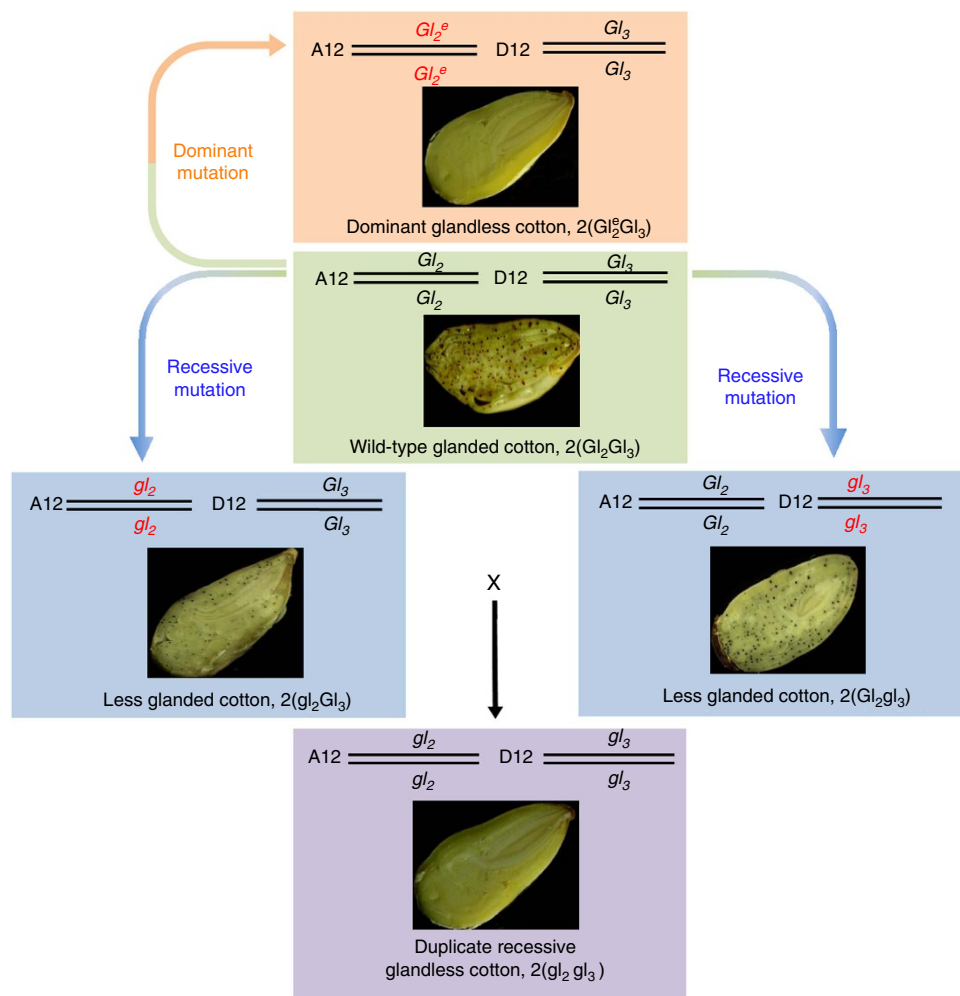 Gl₂ᵉ Gl₃
A12 D12
Gl₂ᵉ Gl₃
Dominant
mutation
Dominant glandless cotton, 2(Gl₂ᵉGl₃)
Gl₂ Gl₃
A12 D12
Gl₂ Gl₃
Recessive
mutation
Recessive
mutation
Wild-type glanded cotton, 2(Gl₂Gl₃)
gl₂ Gl₃
A12 D12
gl₂ Gl₃
Less glanded cotton, 2(gl₂Gl₃)
Gl₂ gl₃
A12 D12
Gl₂ gl₃
Less glanded cotton, 2(Gl₂gl₃)
X
gl₂ gl₃
A12 D12
gl₂ gl₃
Duplicate recessive
glandless cotton, 2(gl₂ gl₃)